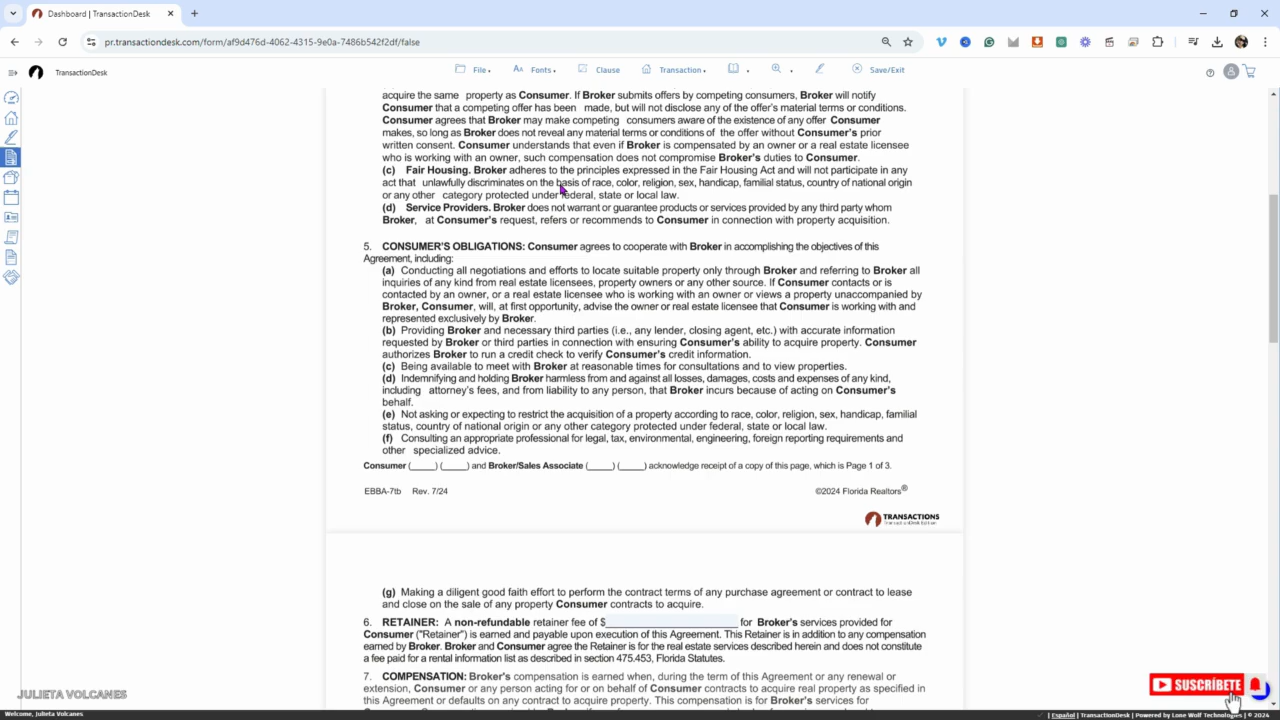 Dashboard | TransactionDesk
pr.transactiondesk.com/form/af9d476d-4062-4315-9e0a-7486b542f2df/false
TransactionDesk
File
Fonts
Clause
Transaction
Save/Exit
acquire the same property as Consumer. If Broker submits offers by competing consumers, Broker will notify
Consumer that a competing offer has been made, but will not disclose any of the offer's material terms or conditions.
Consumer agrees that Broker may make competing consumers aware of the existence of any offer Consumer
makes, so long as Broker does not reveal any material terms or conditions of the offer without Consumer's prior
written consent. Consumer understands that even if Broker is compensated by an owner or a real estate licensee
who is working with an owner, such compensation does not compromise Broker's duties to Consumer.
(c) Fair Housing. Broker adheres to the principles expressed in the Fair Housing Act and will not participate in any
act that unlawfully discriminates on the basis of race, color, religion, sex, handicap, familial status, country of national origin
or any other category protected under federal, state or local law.
(d) Service Providers. Broker does not warrant or guarantee products or services provided by any third party whom
Broker, at Consumer's request, refers or recommends to Consumer in connection with property acquisition.
5. CONSUMER'S OBLIGATIONS: Consumer agrees to cooperate with Broker in accomplishing the objectives of this
Agreement, including:
(a) Conducting all negotiations and efforts to locate suitable property only through Broker and referring to Broker all
inquiries of any kind from real estate licensees, property owners or any other source. If Consumer contacts or is
contacted by an owner, or a real estate licensee who is working with an owner or views a property unaccompanied by
Broker, Consumer, will, at first opportunity, advise the owner or real estate licensee that Consumer is working with and
represented exclusively by Broker.
(b) Providing Broker and necessary third parties (i.e., any lender, closing agent, etc.) with accurate information
requested by Broker or third parties in connection with ensuring Consumer's ability to acquire property. Consumer
authorizes Broker to run a credit check to verify Consumer's credit information.
(c) Being available to meet with Broker at reasonable times for consultations and to view properties.
(d) Indemnifying and holding Broker harmless from and against all losses, damages, costs and expenses of any kind,
including attorney's fees, and from liability to any person, that Broker incurs because of acting on Consumer's
behalf.
(e) Not asking or expecting to restrict the acquisition of a property according to race, color, religion, sex, handicap, familial
status, country of national origin or any other category protected under federal, state or local law.
(f) Consulting an appropriate professional for legal, tax, environmental, engineering, foreign reporting requirements and
other specialized advice.
Consumer (____) (____) and Broker/Sales Associate (____) (____) acknowledge receipt of a copy of this page, which is Page 1 of 3.
EBBA-7tb Rev. 7/24 ©2024 Florida Realtors®
TRANSACTIONS
TransactionDesk Edition
(g) Making a diligent good faith effort to perform the contract terms of any purchase agreement or contract to lease
and close on the sale of any property Consumer contracts to acquire.
6. RETAINER: A non-refundable retainer fee of $____________________ for Broker's services provided for
Consumer ("Retainer") is earned and payable upon execution of this Agreement. This Retainer is in addition to any compensation
earned by Broker. Broker and Consumer agree the Retainer is for the real estate services described herein and does not constitute
a fee paid for a rental information list as described in section 475.453, Florida Statutes.
7. COMPENSATION: Broker's compensation is earned when, during the term of this Agreement or any renewal or
extension, Consumer or any person acting for or on behalf of Consumer contracts to acquire real property as specified in
this Agreement or defaults on any contract to acquire property. This compensation is for Broker's services for
JULIETA VOLCANES
SUSCRÍBETE
Welcome, Julieta Volcanes.
| Español | TransactionDesk | Powered by Lone Wolf Technologies | © 2024